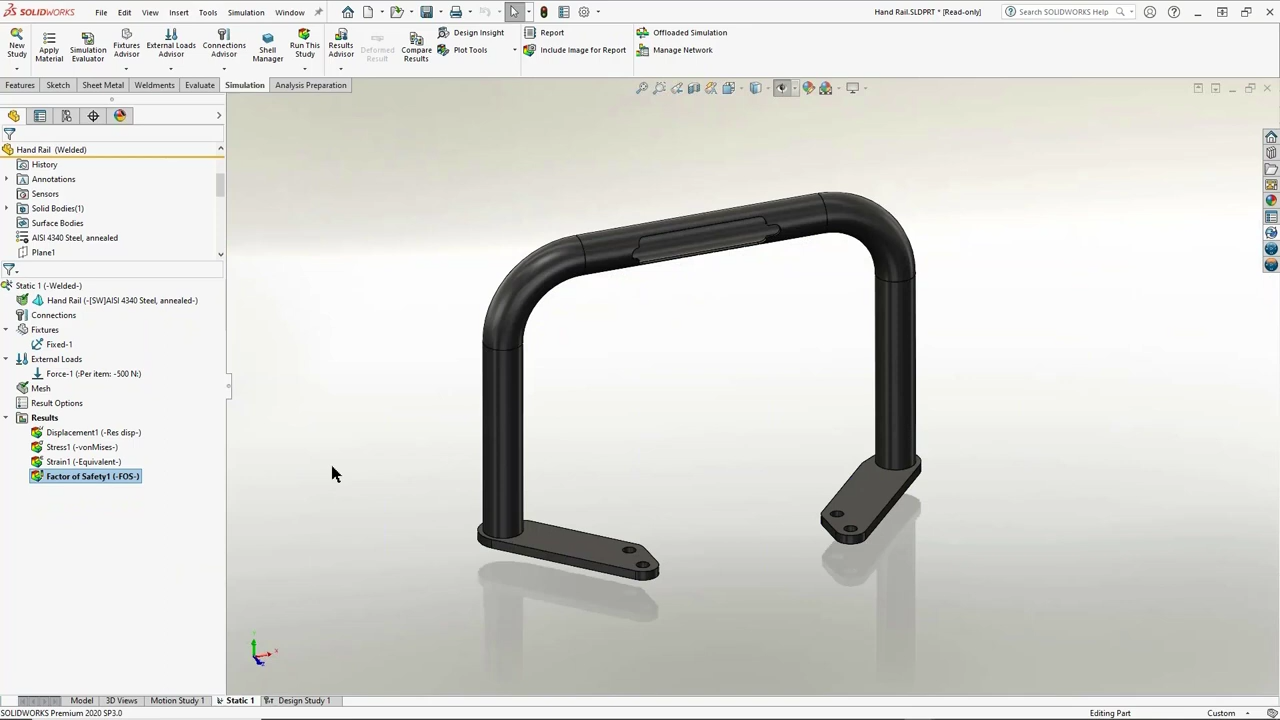 SOLIDWORKS File Edit View Insert Tools Simulation Window Hand Rail.SLDPRT * [Read-only] Search SOLIDWORKS Help
New Study
Apply Material
Simulation Evaluator
Fixtures Advisor
External Loads Advisor
Connections Advisor
Shell Manager
Run This Study
Results Advisor
Deformed Result
Compare Results
Design Insight
Plot Tools
Report
Include Image for Report
Offloaded Simulation
Manage Network
Features Sketch Sheet Metal Weldments Evaluate Simulation Analysis Preparation
Hand Rail (Welded)
History
Annotations
Sensors
Solid Bodies(1)
Surface Bodies
AISI 4340 Steel, annealed
Plane1
Static 1 (-Welded-)
Hand Rail (-[SW]AISI 4340 Steel, annealed-)
Connections
Fixtures
Fixed-1
External Loads
Force-1 (:Per item: -500 N:)
Mesh
Result Options
Results
Displacement1 (-Res disp-)
Stress1 (-vonMises-)
Strain1 (-Equivalent-)
Factor of Safety1 (-FOS-)
Model 3D Views Motion Study 1 Static 1 Design Study 1
SOLIDWORKS Premium 2020 SP3.0 Editing Part Custom